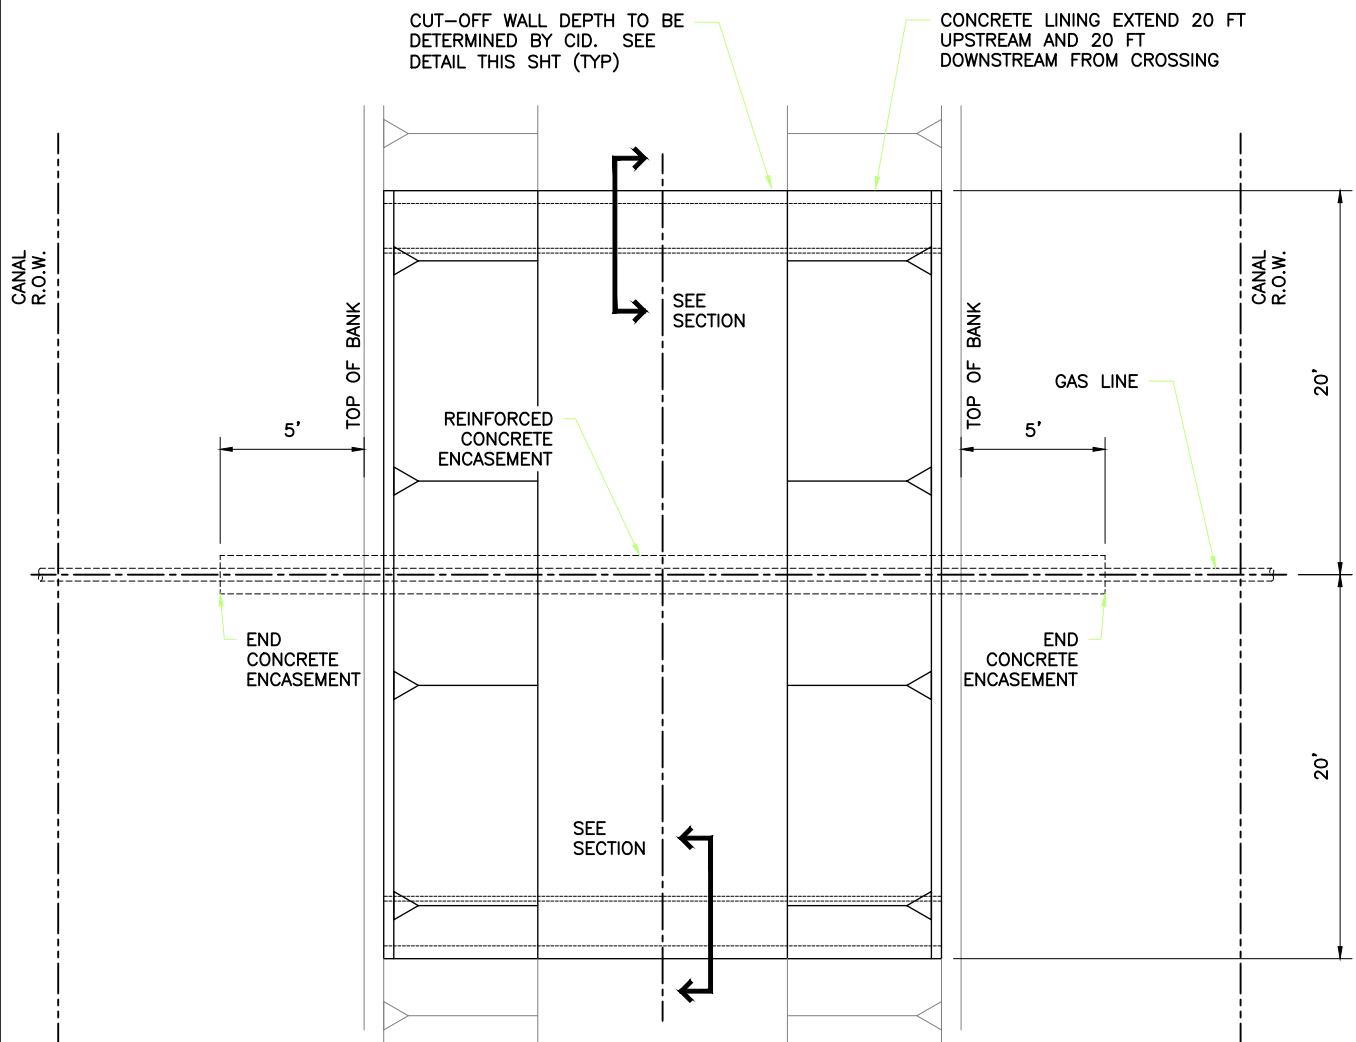 CUT-OFF WALL DEPTH TO BE
DETERMINED BY CID. SEE
DETAIL THIS SHT (TYP)
CONCRETE LINING EXTEND 20 FT
UPSTREAM AND 20 FT
DOWNSTREAM FROM CROSSING
CANAL
R.O.W.
CANAL
R.O.W.
SEE
SECTION
TOP OF BANK
TOP OF BANK
20'
GAS LINE
5'
REINFORCED
CONCRETE
ENCASEMENT
5'
END
CONCRETE
ENCASEMENT
END
CONCRETE
ENCASEMENT
20'
SEE
SECTION